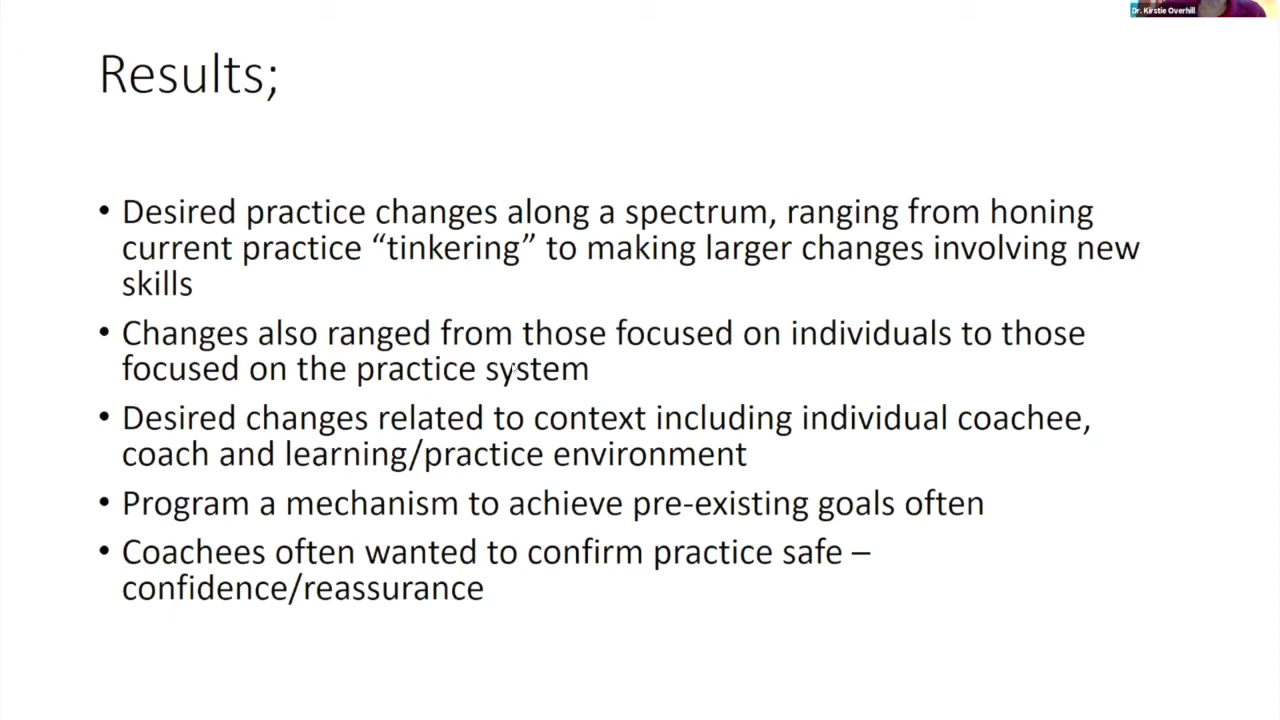 Dr. Kirstie Overhill
Results;
• Desired practice changes along a spectrum, ranging from honing
current practice “tinkering” to making larger changes involving new
skills
• Changes also ranged from those focused on individuals to those
focused on the practice system
• Desired changes related to context including individual coachee,
coach and learning/practice environment
• Program a mechanism to achieve pre-existing goals often
• Coachees often wanted to confirm practice safe –
confidence/reassurance